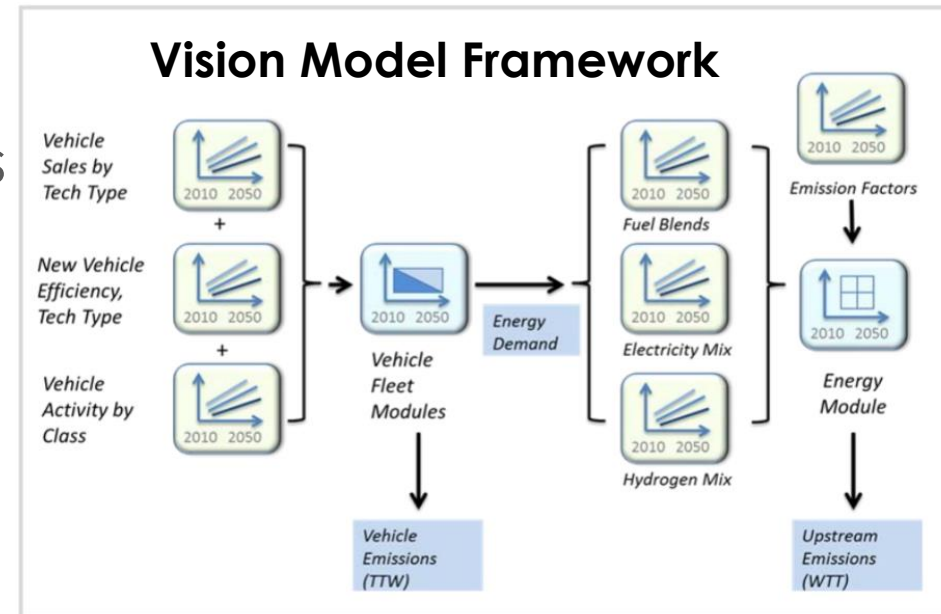 Vision Model Framework
s
Vehicle
Sales by
Tech Type
2010 2050
+
New Vehicle
Efficiency,
Tech Type
2010 2050
+
Vehicle
Activity by
Class
2010 2050
2010 2050
Vehicle
Fleet
Modules
Energy
Demand
Vehicle
Emissions
(TTW)
2010 2050
Fuel Blends
2010 2050
Electricity Mix
2010 2050
Hydrogen Mix
2010 2050
Emission Factors
2010 2050
Energy
Module
Upstream
Emissions
(WTT)